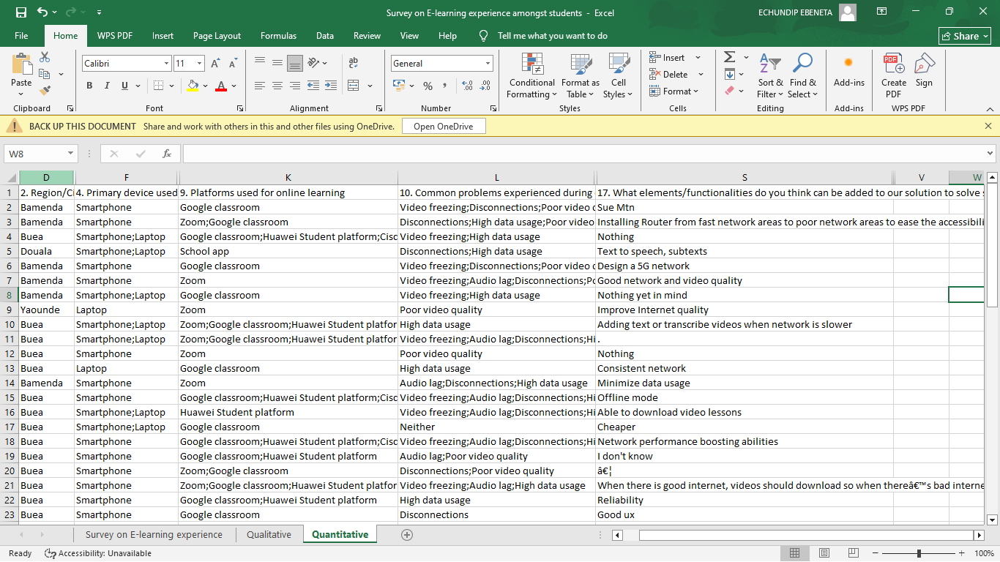 Survey on E-learning experience amongst students - Excel
ECHUNDIP EBENETA
File Home WPS PDF Insert Page Layout Formulas Data Review View Help Tell me what you want to do Share
Calibri 11 General
Paste
B I U
Conditional Formatting Format as Table Cell Styles
Insert
Delete
Format
Sort & Filter Find & Select
Add-ins
Create PDF Sign
Clipboard Font Alignment Number Styles Cells Editing Add-ins WPS PDF
BACK UP THIS DOCUMENT Share and work with others in this and other files using OneDrive. Open OneDrive
W8 fx
D F K L S V W
1 2. Region/Ci 4. Primary device used 9. Platforms used for online learning 10. Common problems experienced during 17. What elements/functionalities do you think can be added to our solution to solve s
2 Bamenda Smartphone Google classroom Video freezing;Disconnections;Poor video c Sue Mtn
3 Bamenda Smartphone Zoom;Google classroom Disconnections;High data usage;Poor video Installing Router from fast network areas to poor network areas to ease the accessibili
4 Buea Smartphone;Laptop Google classroom;Huawei Student platform;Cisc Video freezing;High data usage Nothing
5 Douala Smartphone;Laptop School app Disconnections;High data usage Text to speech, subtexts
6 Bamenda Smartphone Google classroom Video freezing;Disconnections;Poor video c Design a 5G network
7 Bamenda Smartphone Zoom Video freezing;Audio lag;Disconnections;Po Good network and video quality
8 Bamenda Smartphone;Laptop Google classroom Video freezing;High data usage Nothing yet in mind
9 Yaounde Laptop Zoom Poor video quality Improve Internet quality
10 Buea Smartphone;Laptop Zoom;Google classroom;Huawei Student platfor High data usage Adding text or transcribe videos when network is slower
11 Buea Smartphone;Laptop Zoom;Google classroom;Huawei Student platfor Video freezing;Audio lag;Disconnections;Hi .
12 Buea Smartphone Zoom Poor video quality Nothing
13 Buea Laptop Google classroom High data usage Consistent network
14 Bamenda Smartphone Zoom Audio lag;Disconnections;High data usage Minimize data usage
15 Buea Smartphone Google classroom;Huawei Student platform;Cisc Video freezing;Audio lag;Disconnections;Hi Offline mode
16 Buea Smartphone;Laptop Huawei Student platform Video freezing;Audio lag;Disconnections;Hi Able to download video lessons
17 Buea Smartphone;Laptop Google classroom Neither Cheaper
18 Buea Smartphone Google classroom;Huawei Student platform;Cisc Video freezing;Audio lag;Disconnections;Hi Network performance boosting abilities
19 Buea Smartphone Google classroom;Huawei Student platform Audio lag;Poor video quality I don't know
20 Buea Smartphone Zoom;Google classroom Disconnections;Poor video quality â€¦
21 Buea Smartphone Zoom;Google classroom;Huawei Student platfor Video freezing;Audio lag;High data usage When there is good internet, videos should download so when thereâ€™s bad interne
22 Buea Smartphone Google classroom;Huawei Student platform High data usage Reliability
23 Buea Smartphone Google classroom Disconnections Good ux
Survey on E-learning experience Qualitative Quantitative
Ready Accessibility: Unavailable 100%